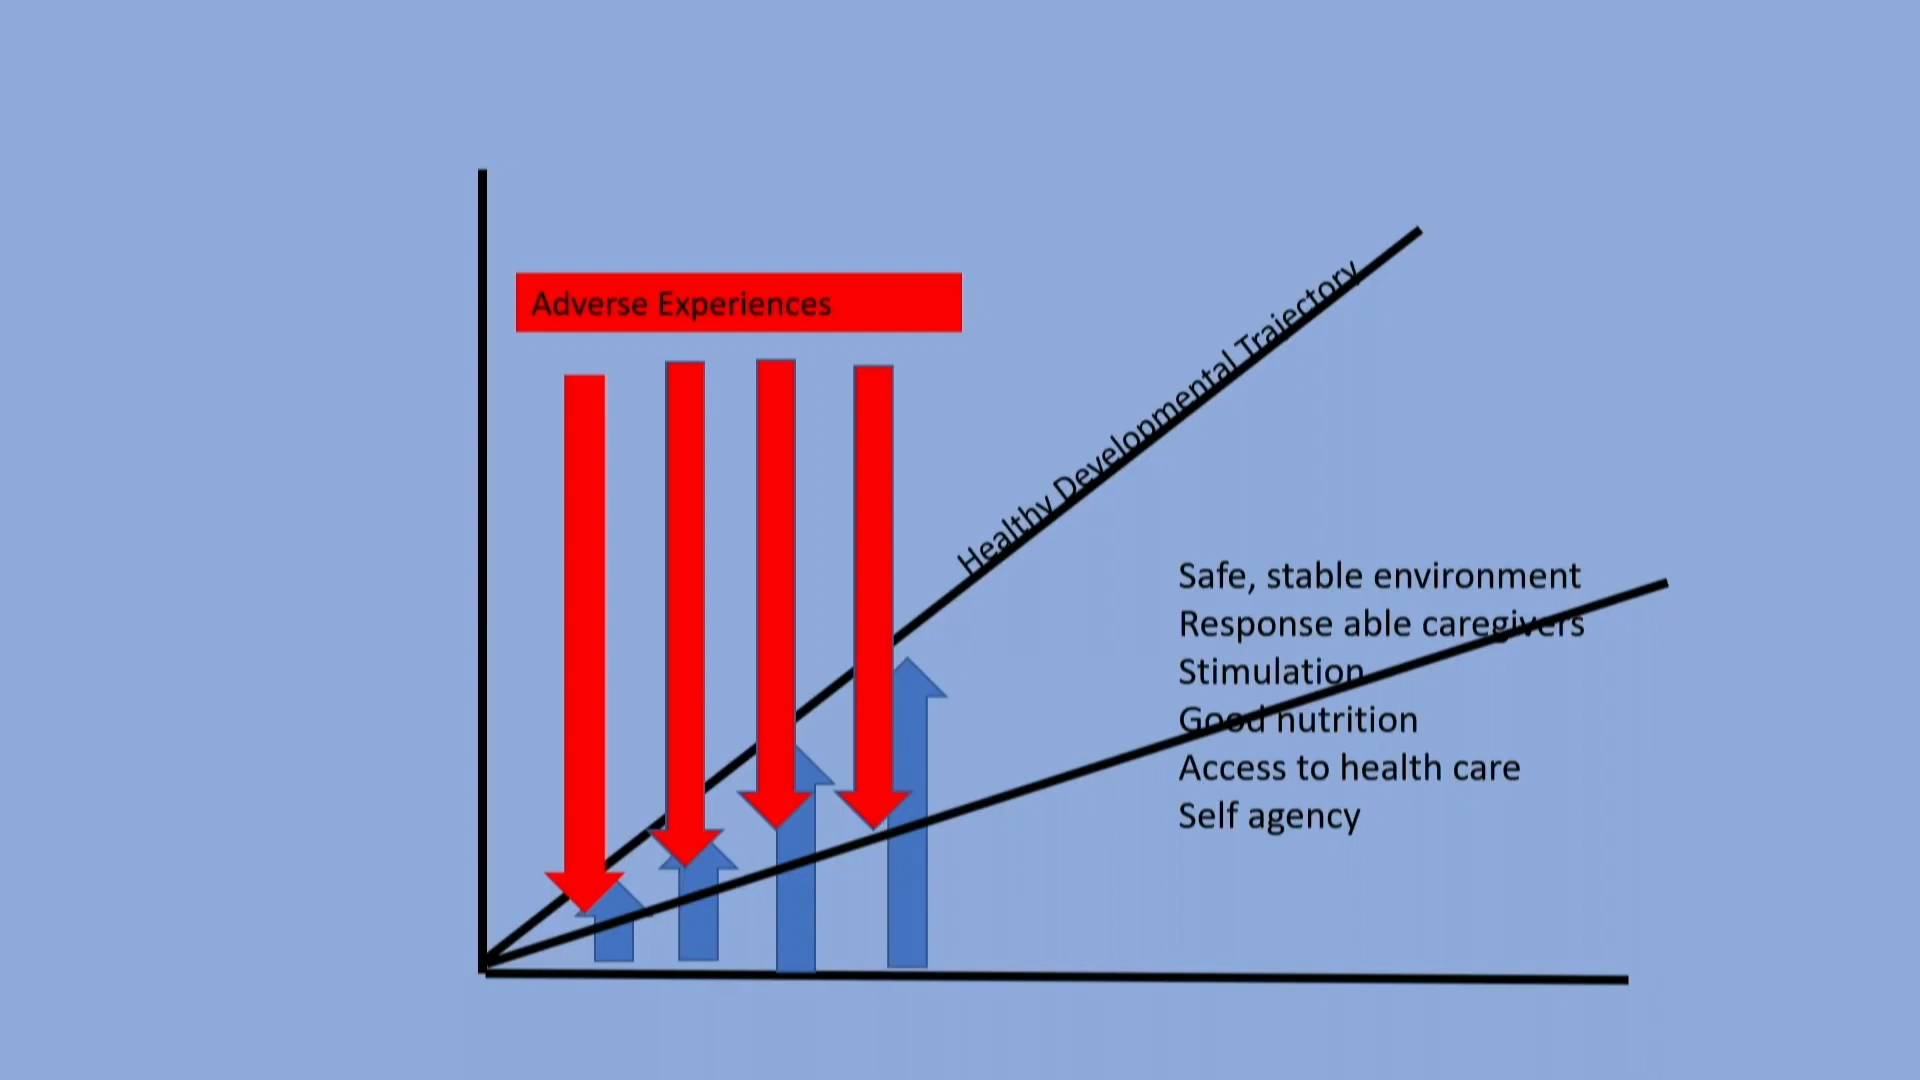 Adverse Experiences
Healthy Developmental Trajectory
Safe, stable environment
Response able caregivers
Stimulation
Good nutrition
Access to health care
Self agency